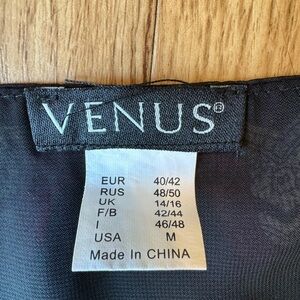 VENUS®
EUR 40/42
RUS 48/50
UK 14/16
F/B 42/44
I 46/48
USA M
Made In CHINA